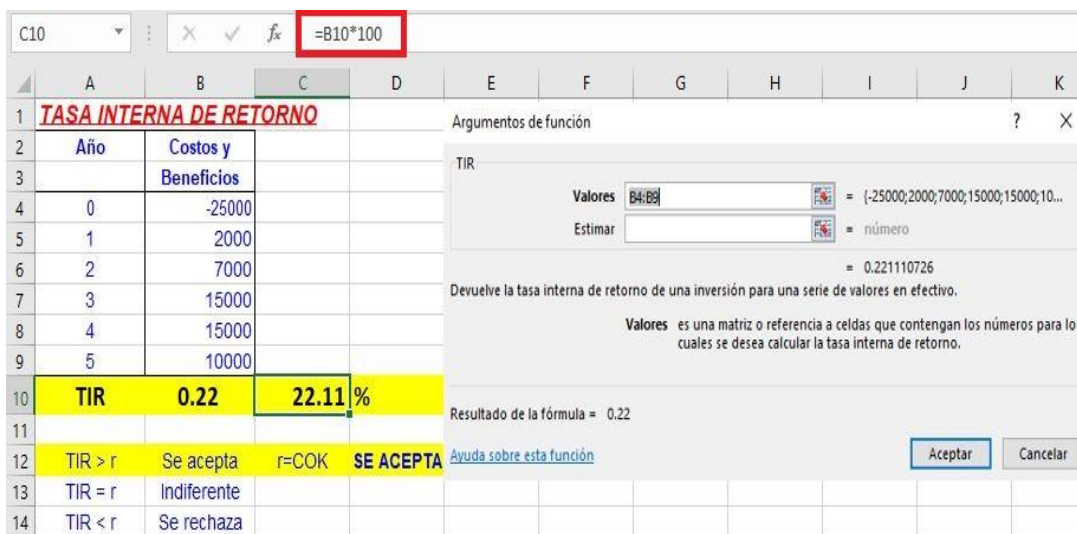 C10 fx =B10*100
A B C D E F G H I J K
1 TASA INTERNA DE RETORNO
2 Año Costos y
3 Beneficios
4 0 -25000
5 1 2000
6 2 7000
7 3 15000
8 4 15000
9 5 10000
10 TIR 0.22 22.11 %
11
12 TIR > r Se acepta r=COK SE ACEPTA
13 TIR = r Indiferente
14 TIR < r Se rechaza
Argumentos de función ? X
TIR
Valores B4:B9 = {-25000;2000;7000;15000;15000;10...
Estimar = número
= 0.221110726
Devuelve la tasa interna de retorno de una inversión para una serie de valores en efectivo.
Valores es una matriz o referencia a celdas que contengan los números para lo
cuales se desea calcular la tasa interna de retorno.
Resultado de la fórmula = 0.22
Ayuda sobre esta función Aceptar Cancelar